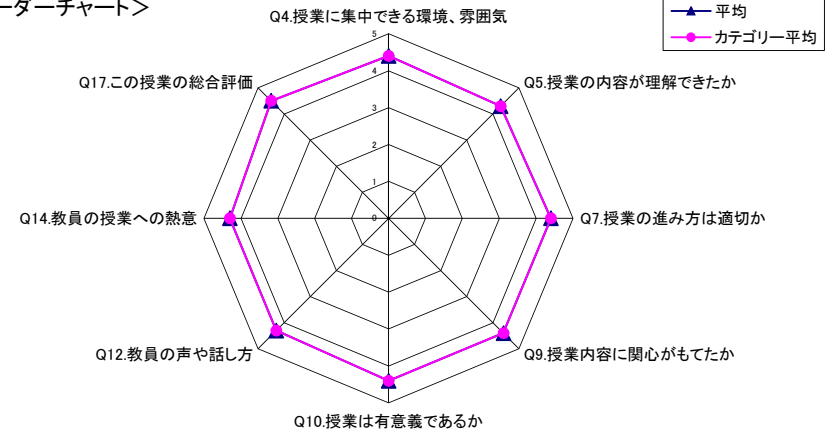 ーダーチャート＞
平均
カテゴリー平均
Q4.授業に集中できる環境、雰囲気
Q17.この授業の総合評価
Q5.授業の内容が理解できたか
Q14.教員の授業への熱意
Q7.授業の進み方は適切か
Q12.教員の声や話し方
Q9.授業内容に関心がもてたか
Q10.授業は有意義であるか
5
4
3
2
1
0